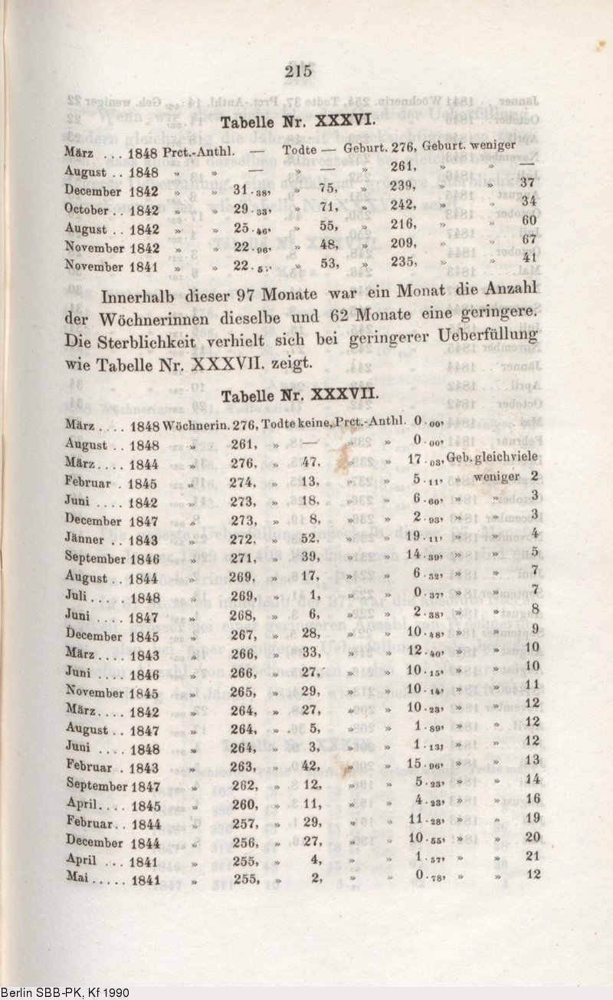 215
Tabelle Nr. XXXVI.
März ... 1848 Prct.-Anthl. — Todte — Geburt. 276, Geburt. weniger
August .. 1848 „ „ — „ — „ 261, „ „ —
December 1842 „ „ 31.38, „ 75, „ 239, „ „ 37
October .. 1842 „ „ 29.33, „ 71, „ 242, „ „ 34
August .. 1842 „ „ 25.46, „ 55, „ 216, „ „ 60
November 1842 „ „ 22.96, „ 48, „ 209, „ „ 67
November 1841 „ „ 22.5 „ 53, „ 235, „ „ 41
Innerhalb dieser 97 Monate war ein Monat die Anzahl
der Wöchnerinnen dieselbe und 62 Monate eine geringere.
Die Sterblichkeit verhielt sich bei geringerer Ueberfüllung
wie Tabelle Nr. XXXVII. zeigt.
Tabelle Nr. XXXVII.
März .... 1848 Wöchnerin. 276, Todte keine, Prct.-Anthl. 0.00,
August .. 1848 „ 261, „ — „ „ 0.00,
März .... 1844 „ 276, „ 47, „ „ 17.03, Geb. gleichviele
Februar . 1845 „ 274, „ 13, „ „ 5.11, „ weniger 2
Juni .... 1842 „ 273, „ 18, „ „ 6.60, „ „ 3
December 1847 „ 273, „ 8, „ „ 2.93, „ „ 3
Jänner .. 1843 „ 272, „ 52, „ „ 19.11, „ „ 4
September 1846 „ 271, „ 39, „ „ 14.39, „ „ 5
August .. 1844 „ 269, „ 17, „ „ 6.32, „ „ 7
Juli ..... 1848 „ 269, „ 1, „ „ 0.37, „ „ 7
Juni .... 1847 „ 268, „ 6, „ „ 2.38, „ „ 8
December 1845 „ 267, „ 28, „ „ 10.48, „ „ 9
März .... 1843 „ 266, „ 33, „ „ 12.40, „ „ 10
Juni .... 1846 „ 266, „ 27, „ „ 10.15, „ „ 10
November 1845 „ 265, „ 29, „ „ 10.14, „ „ 11
März .... 1842 „ 264, „ 27, „ „ 10.23, „ „ 12
August .. 1847 „ 264, „ 5, „ „ 1.89, „ „ 12
Juni .... 1848 „ 264, „ 3, „ „ 1.13, „ „ 12
Februar . 1843 „ 263, „ 42, „ „ 15.96, „ „ 13
September 1847 „ 262, „ 12, „ „ 5.23, „ „ 14
April .... 1845 „ 260, „ 11, „ „ 4.23, „ „ 16
Februar .. 1844 „ 257, „ 29, „ „ 11.28, „ „ 19
December 1844 „ 256, „ 27, „ „ 10.55, „ „ 20
April ... 1841 „ 255, „ 4, „ „ 1.57, „ „ 21
Mai ..... 1841 „ 255, „ 2, „ „ 0.78, „ „ 12
Berlin SBB-PK, Kf 1990